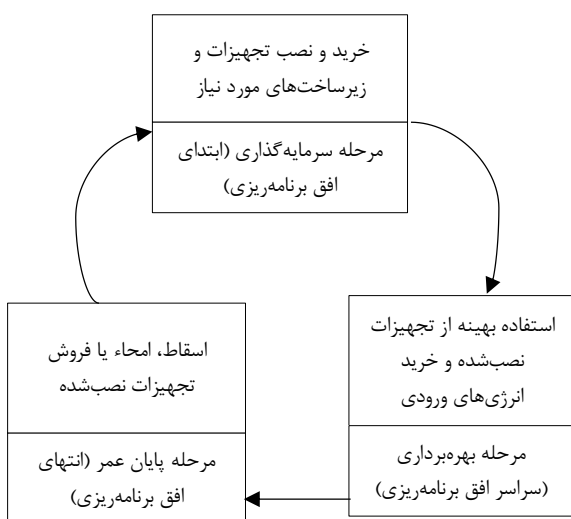 خرید و نصب تجهیزات و
زیرساخت‌های مورد نیاز
مرحله سرمایه‌گذاری (ابتدای
افق برنامه‌ریزی)
استفاده بهینه از تجهیزات
نصب‌شده و خرید
انرژی‌های ورودی
مرحله بهره‌برداری
(سراسر افق برنامه‌ریزی)
اسقاط، امحاء یا فروش
تجهیزات نصب‌شده
مرحله پایان عمر (انتهای
افق برنامه‌ریزی)